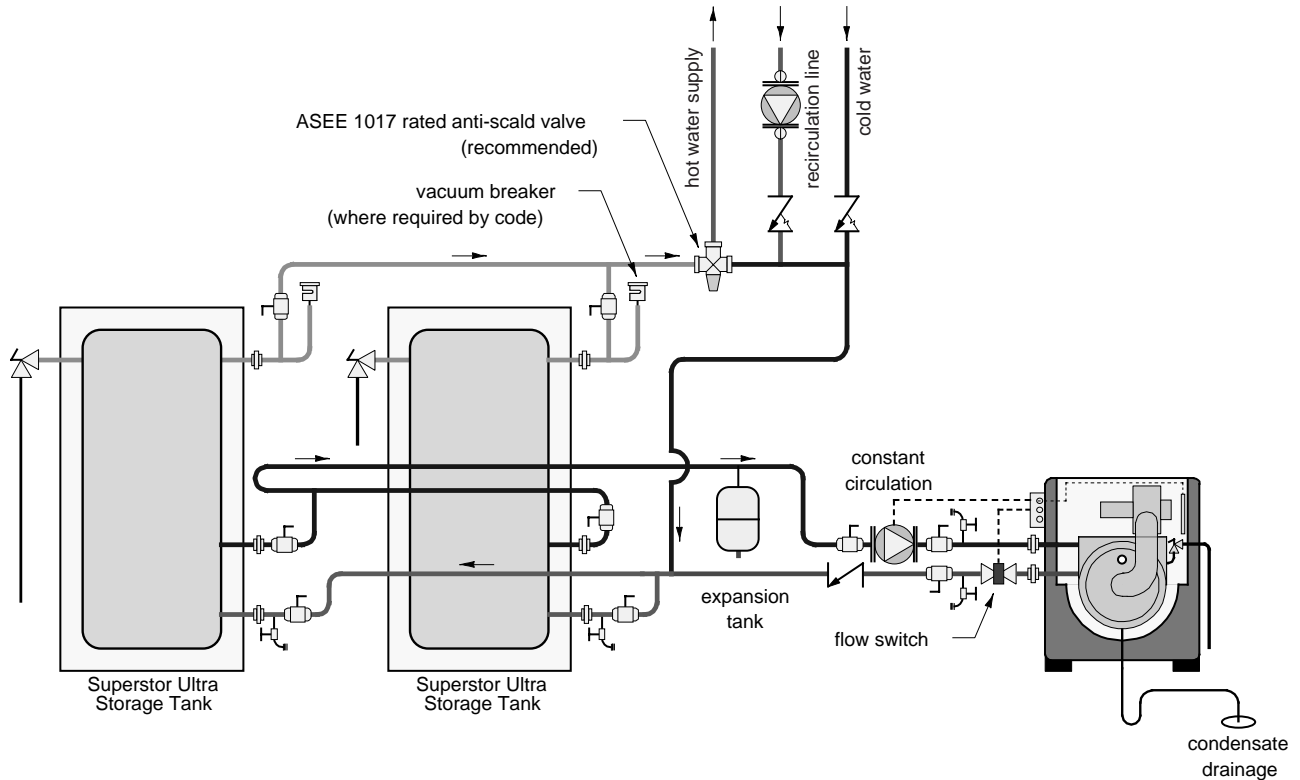 hot water supply
recirculation line
cold water
ASEE 1017 rated anti-scald valve
(recommended)
vacuum breaker
(where required by code)
constant
circulation
expansion
tank
flow switch
Superstor Ultra
Storage Tank
Superstor Ultra
Storage Tank
condensate
drainage